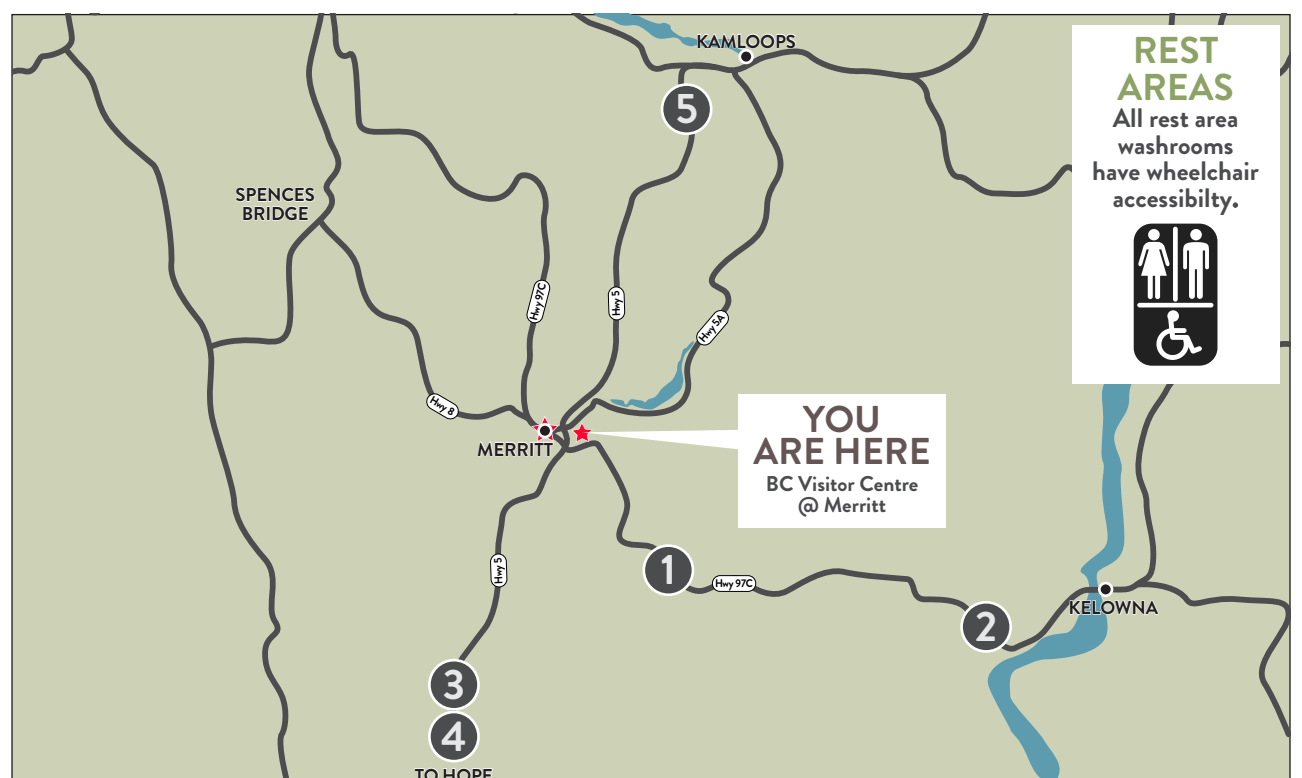 KAMLOOPS
REST
AREAS
All rest area
washrooms
have wheelchair
accessibilty.
5
SPENCES
BRIDGE
Hwy 97C
Hwy 5
Hwy 5A
Hwy 8
MERRITT
YOU
ARE HERE
BC Visitor Centre
@ Merritt
Hwy 5
1
Hwy 97C
2
KELOWNA
3
4
TO HOPE